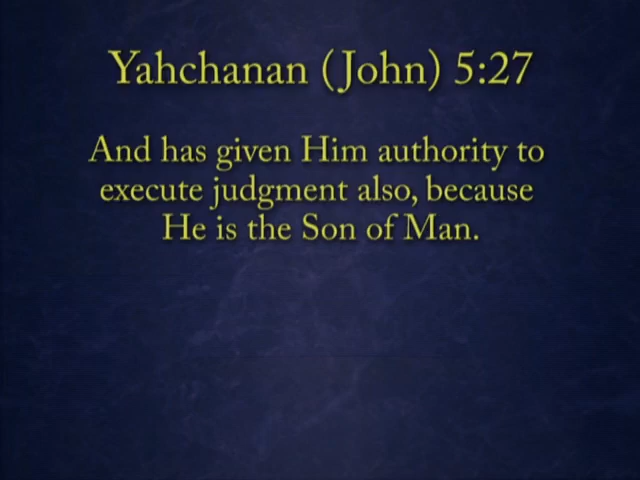 Yahchanan (John) 5:27
And has given Him authority to
execute judgment also, because
He is the Son of Man.